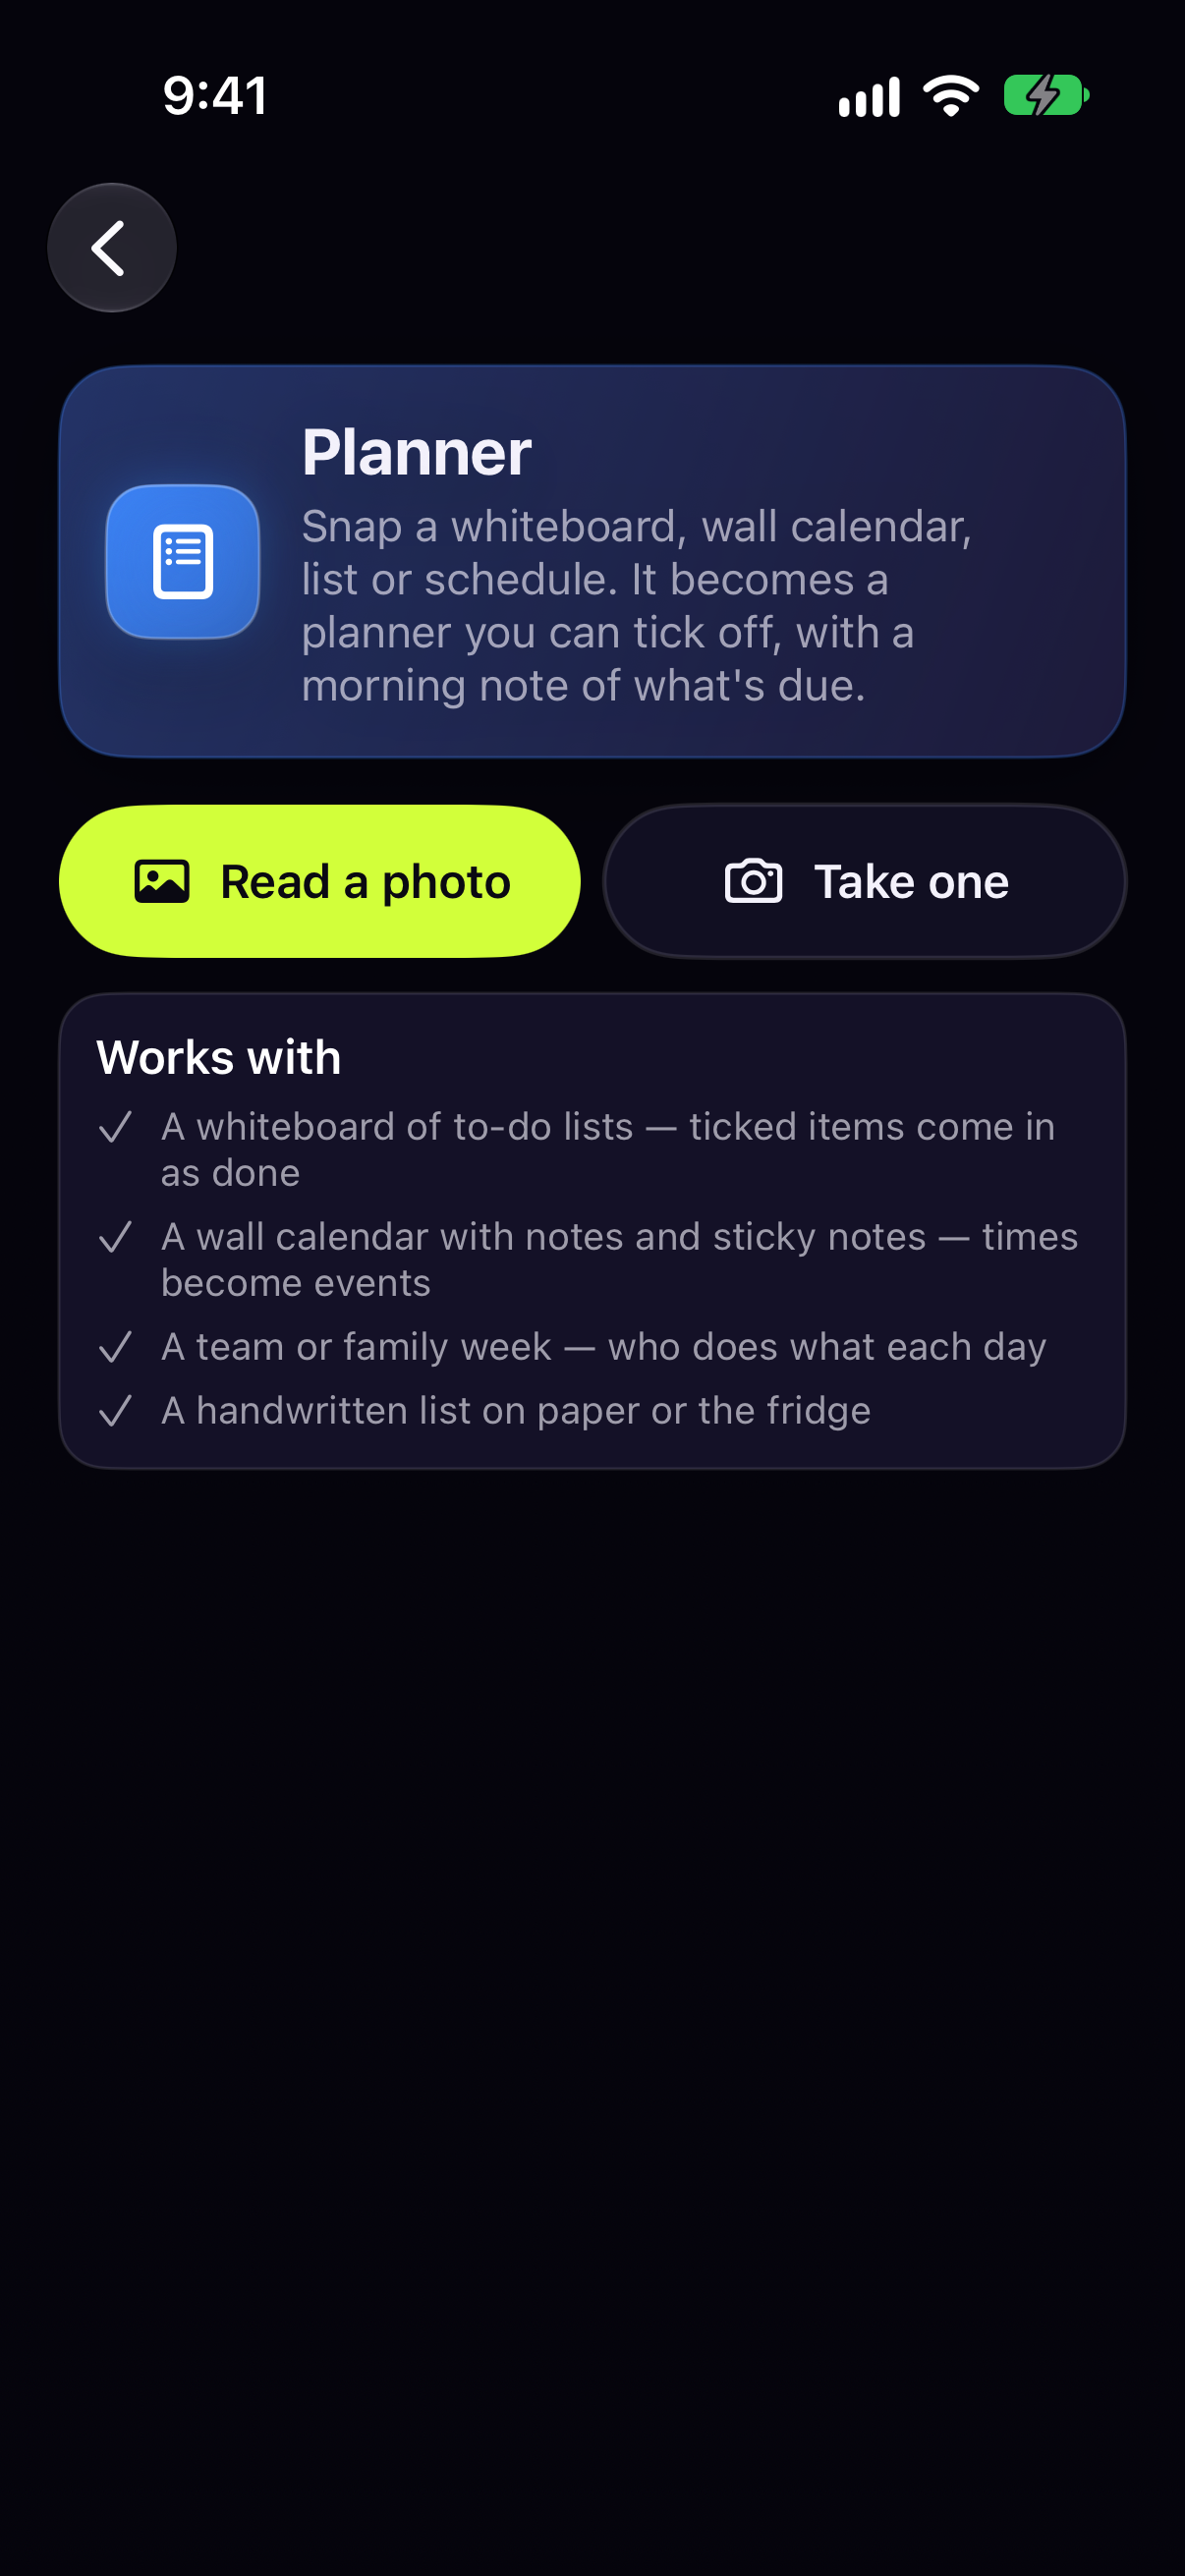 9:41
Planner
Snap a whiteboard, wall calendar,
list or schedule. It becomes a
planner you can tick off, with a
morning note of what's due.
Read a photo
Take one
Works with
A whiteboard of to-do lists — ticked items come in
as done
A wall calendar with notes and sticky notes — times
become events
A team or family week — who does what each day
A handwritten list on paper or the fridge